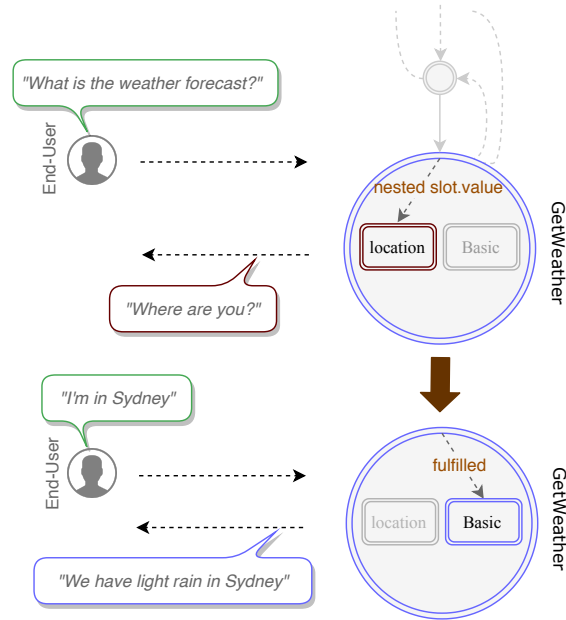 "What is the weather forecast?"
End-User
nested slot.value
location
Basic
GetWeather
"Where are you?"
"I'm in Sydney"
End-User
fulfilled
location
Basic
GetWeather
"We have light rain in Sydney"